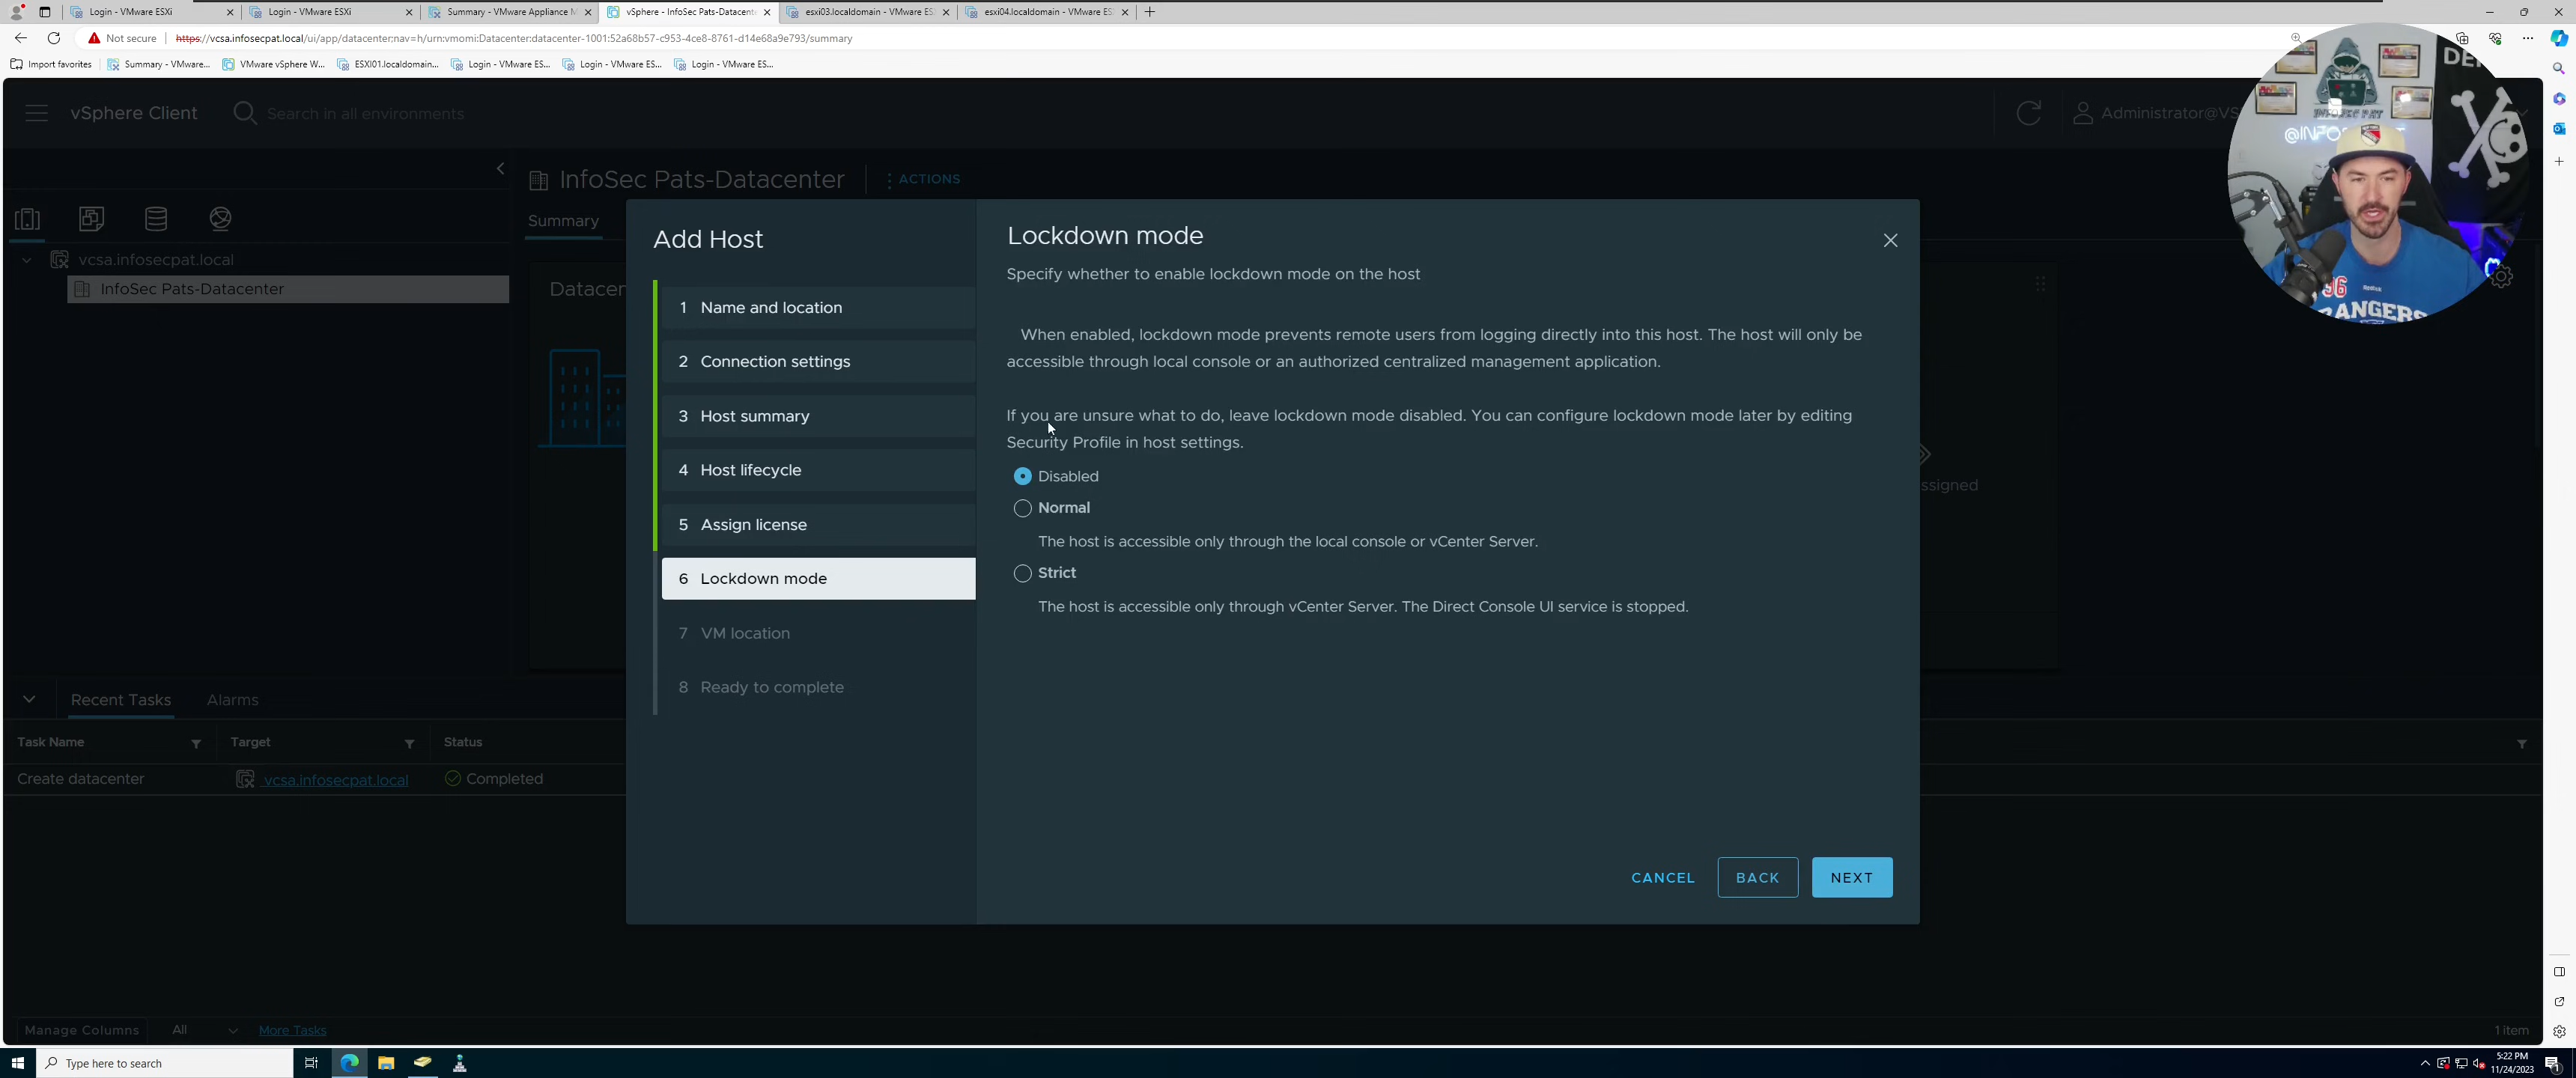 Login - VMware ESXi
Login - VMware ESXi
Summary - VMware Appliance M
vSphere - InfoSec Pats-Datacente
esxi03.localdomain - VMware ES
esxi04.localdomain - VMware ES
Not secure
https://vcsa.infosecpat.local/ui/app/datacenter;nav=h/urn:vmomi:Datacenter:datacenter-1001:52a68b57-c953-4ce8-8761-d14e68a9e793/summary
Import favorites
Summary - VMware...
VMware vSphere W...
ESXI01.localdomain...
Login - VMware ES...
Login - VMware ES...
Login - VMware ES...
vSphere Client
Search in all environments
Administrator@VS
InfoSec Pats-Datacenter
ACTIONS
Summary
vcsa.infosecpat.local
InfoSec Pats-Datacenter
Datacen
Add Host
1 Name and location
2 Connection settings
3 Host summary
4 Host lifecycle
5 Assign license
6 Lockdown mode
7 VM location
8 Ready to complete
Lockdown mode
Specify whether to enable lockdown mode on the host
When enabled, lockdown mode prevents remote users from logging directly into this host. The host will only be
accessible through local console or an authorized centralized management application.
If you are unsure what to do, leave lockdown mode disabled. You can configure lockdown mode later by editing
Security Profile in host settings.
Disabled
Normal
The host is accessible only through the local console or vCenter Server.
Strict
The host is accessible only through vCenter Server. The Direct Console UI service is stopped.
CANCEL
BACK
NEXT
ssigned
INFOSEC PAT
@INFOS
DE
96
Reebok
RANGERS
Recent Tasks
Alarms
Task Name
Target
Status
Create datacenter
vcsa.infosecpat.local
Completed
Manage Columns
All
More Tasks
1 item
Type here to search
5:22 PM
11/24/2023
1